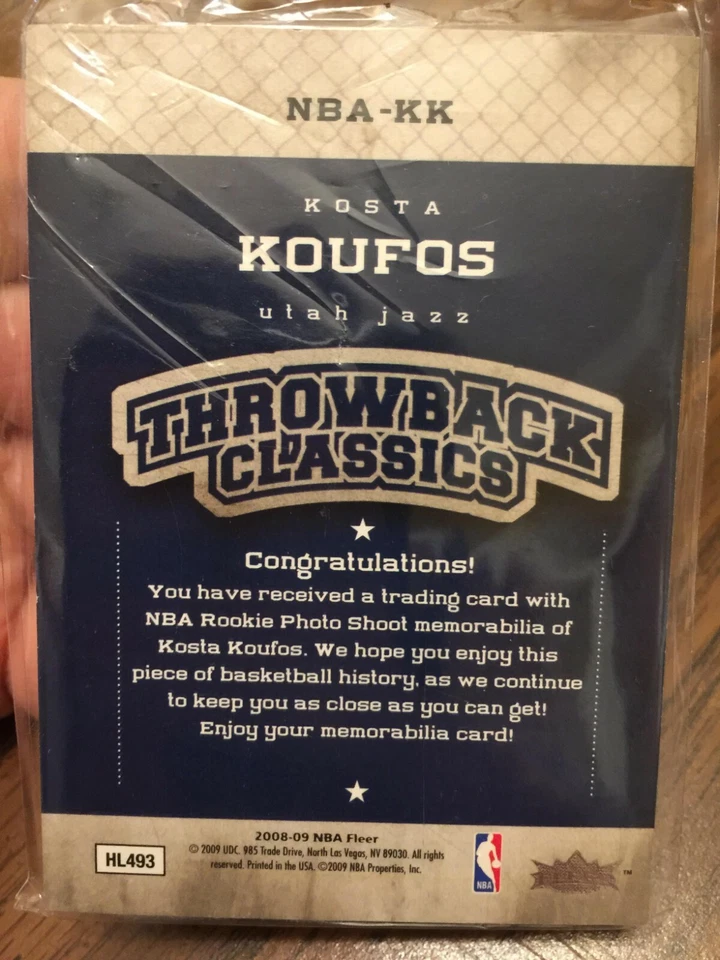 NBA-KK
KOSTA
KOUFOS
utah jazz
THROWBACK
CLASSICS
Congratulations!
You have received a trading card with
NBA Rookie Photo Shoot memorabilia of
Kosta Koufos. We hope you enjoy this
piece of basketball history, as we continue
to keep you as close as you can get!
Enjoy your memorabilia card!
2008-09 NBA Fleer
© 2009 UDC. 985 Trade Drive, North Las Vegas, NV 89030. All rights
reserved. Printed in the USA. ©2009 NBA Properties, Inc.
HL493
NBA
TM